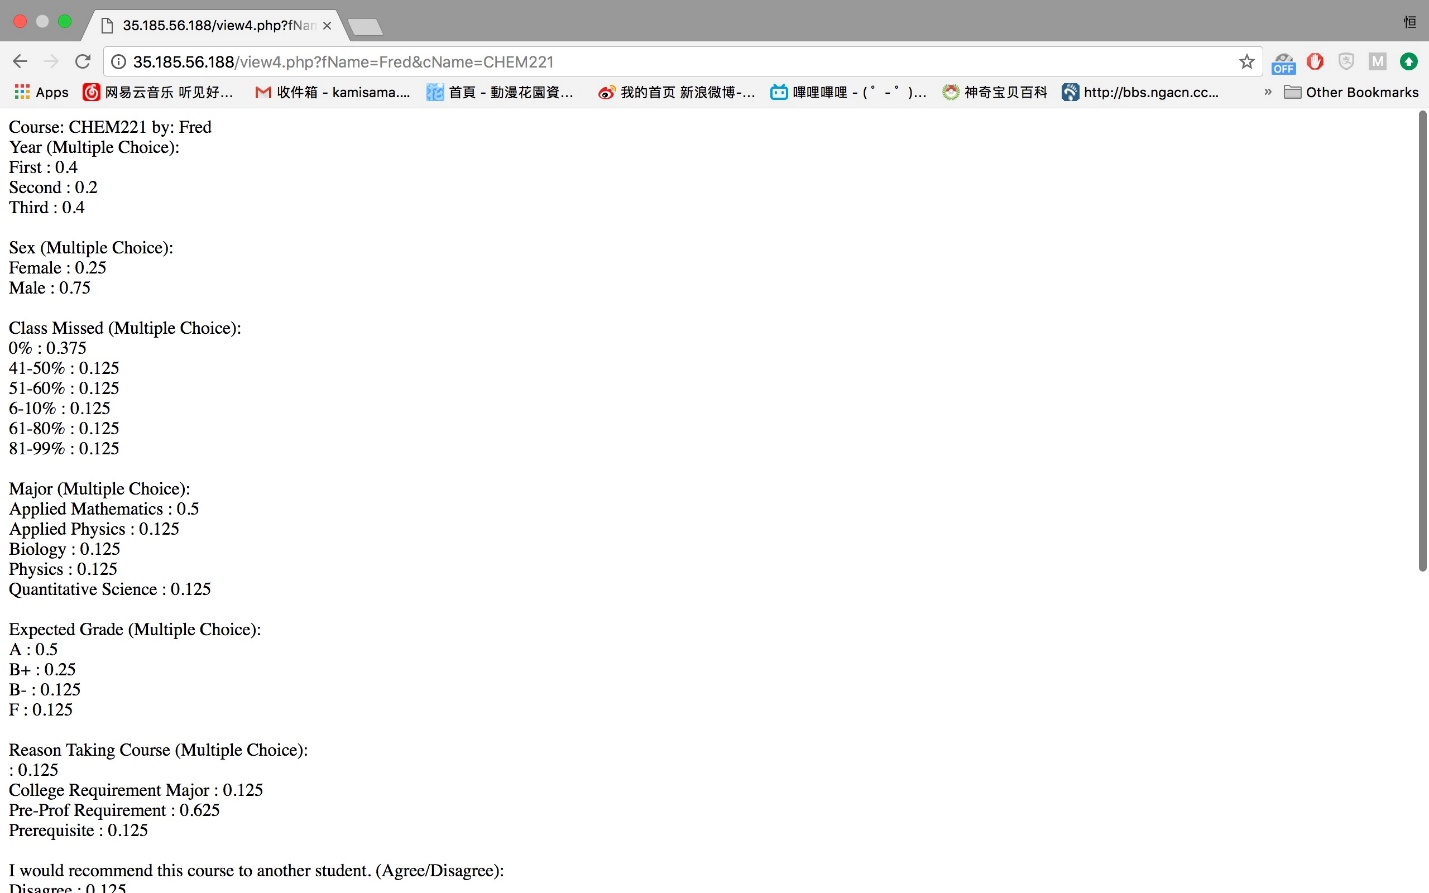 35.185.56.188/view4.php?fNan
恒
35.185.56.188/view4.php?fName=Fred&cName=CHEM221
OFF
M
Apps
网易云音乐 听见好...
收件箱 - kamisama....
首頁 - 動漫花園資...
我的首页 新浪微博-...
嗶哩嗶哩 - ( ゜- ゜)...
神奇宝贝百科
http://bbs.ngacn.cc...
»
Other Bookmarks
Course: CHEM221 by: Fred
Year (Multiple Choice):
First : 0.4
Second : 0.2
Third : 0.4
Sex (Multiple Choice):
Female : 0.25
Male : 0.75
Class Missed (Multiple Choice):
0% : 0.375
41-50% : 0.125
51-60% : 0.125
6-10% : 0.125
61-80% : 0.125
81-99% : 0.125
Major (Multiple Choice):
Applied Mathematics : 0.5
Applied Physics : 0.125
Biology : 0.125
Physics : 0.125
Quantitative Science : 0.125
Expected Grade (Multiple Choice):
A : 0.5
B+ : 0.25
B- : 0.125
F : 0.125
Reason Taking Course (Multiple Choice):
: 0.125
College Requirement Major : 0.125
Pre-Prof Requirement : 0.625
Prerequisite : 0.125
I would recommend this course to another student. (Agree/Disagree):
Disagree : 0.125